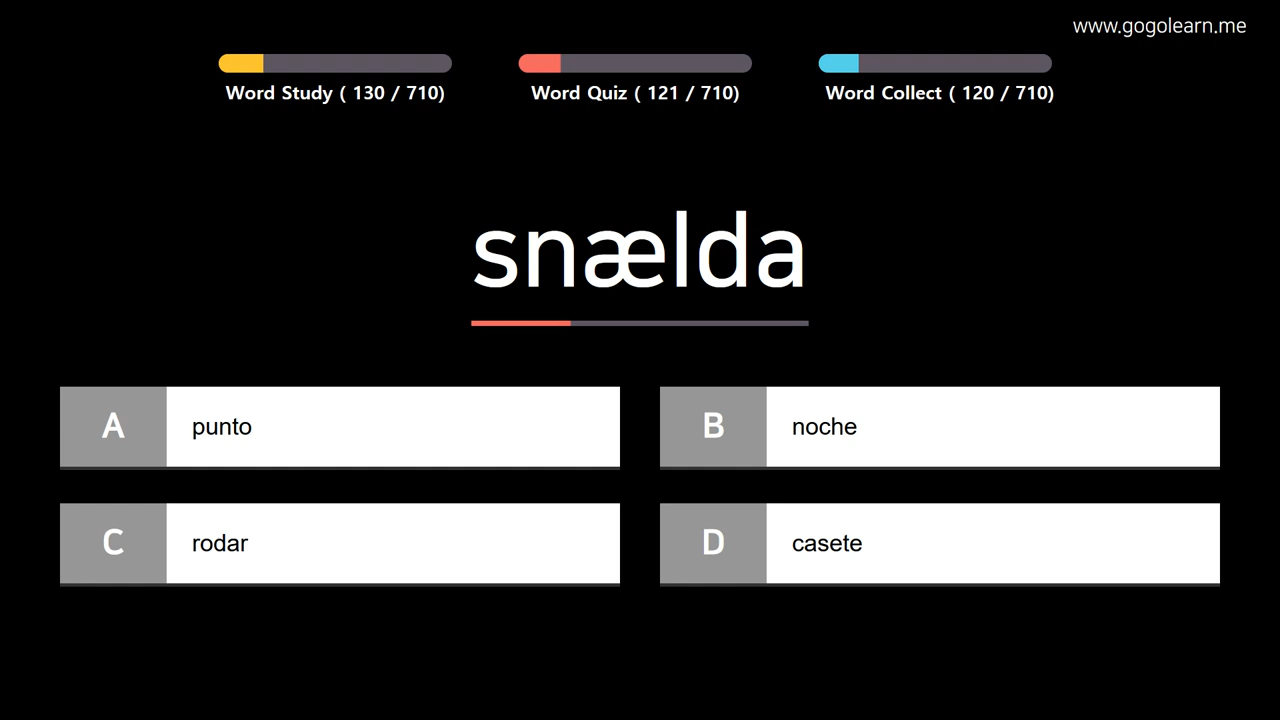 www.gogolearn.me
Word Study ( 130 / 710)
Word Quiz ( 121 / 710)
Word Collect ( 120 / 710)
snælda
A punto
B noche
C rodar
D casete